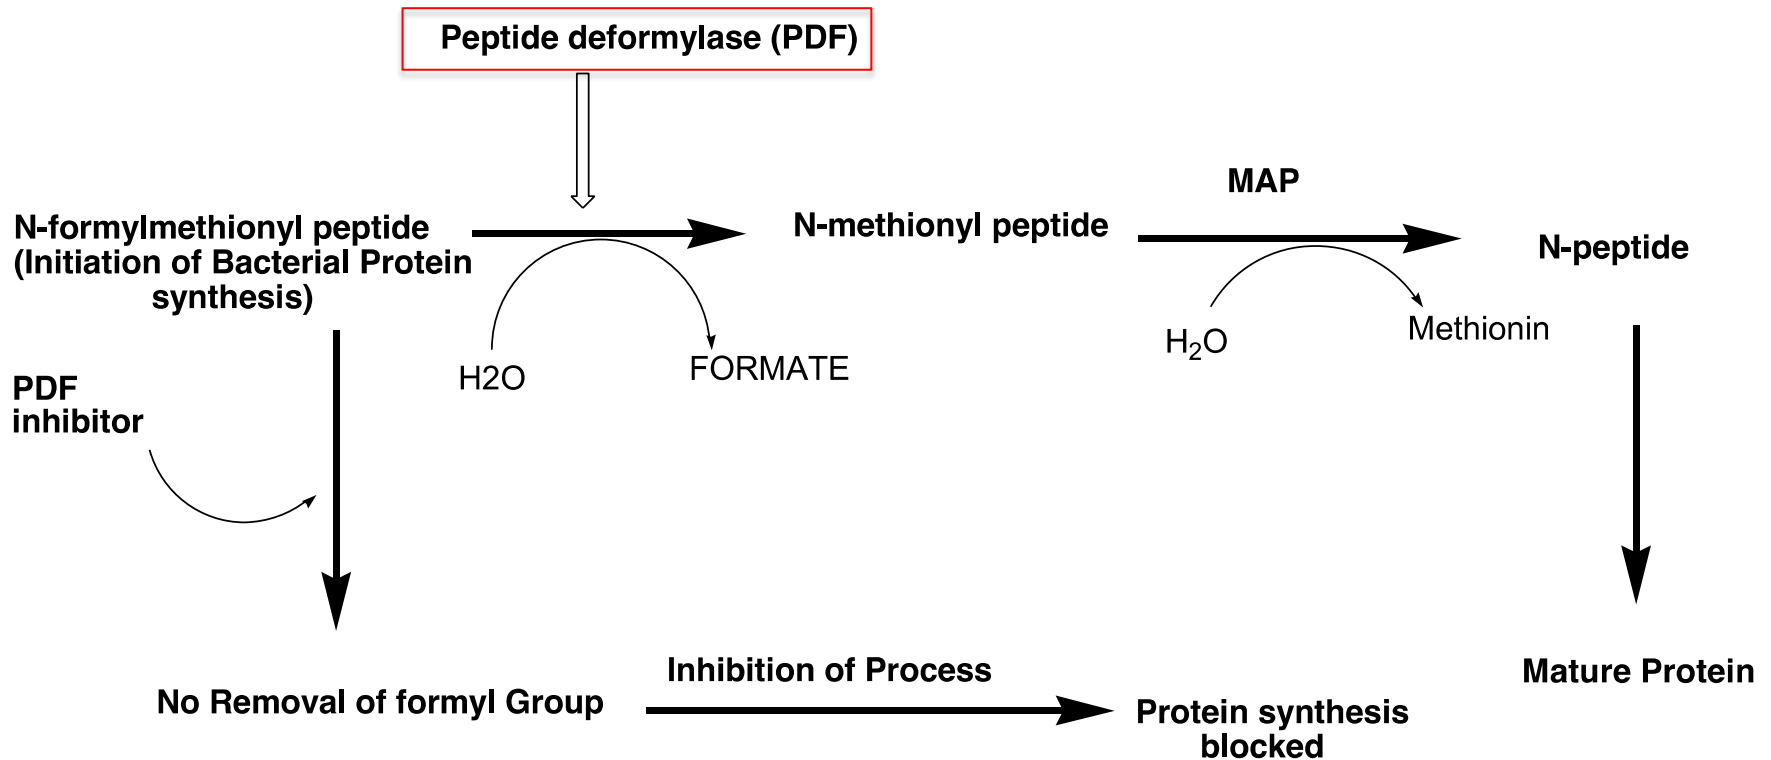 Peptide deformylase (PDF)
MAP
N-formylmethionyl peptide
(Initiation of Bacterial Protein
synthesis)
N-methionyl peptide
N-peptide
H2O
FORMATE
H₂O
Methionin
PDF
inhibitor
Inhibition of Process
Mature Protein
No Removal of formyl Group
Protein synthesis
blocked